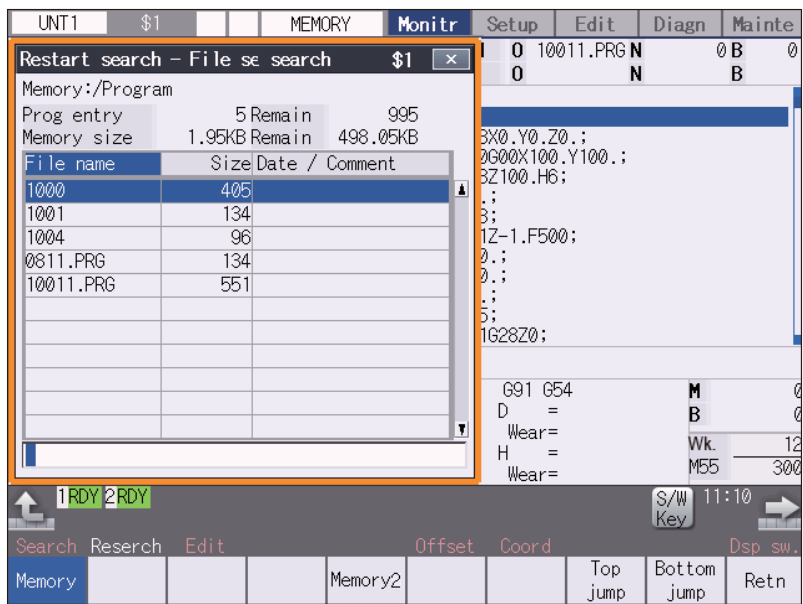 UNT1 $1 MEMORY Monitr Setup Edit Diagn Mainte
Restart search – File se search $1 ×
O 10011.PRG N 0 B 0
O N B
Memory:/Program
Prog entry 5 Remain 995
Memory size 1.95KB Remain 498.05KB
File name Size Date / Comment
1000 405
1001 134
1004 96
0811.PRG 134
10011.PRG 551
X0.Y0.Z0.;
G00X100.Y100.;
Z100.H6;
.;
;
Z-1.F500;
.;
.;
.;
;
1G28Z0;
G91 G54 M 0
D = B 0
Wear=
H = Wk. 12
Wear= M55 300
1RDY 2RDY
S/W Key 11:10
Search Reserch Edit Offset Coord Dsp sw.
Memory Memory2 Top jump Bottom jump Retn